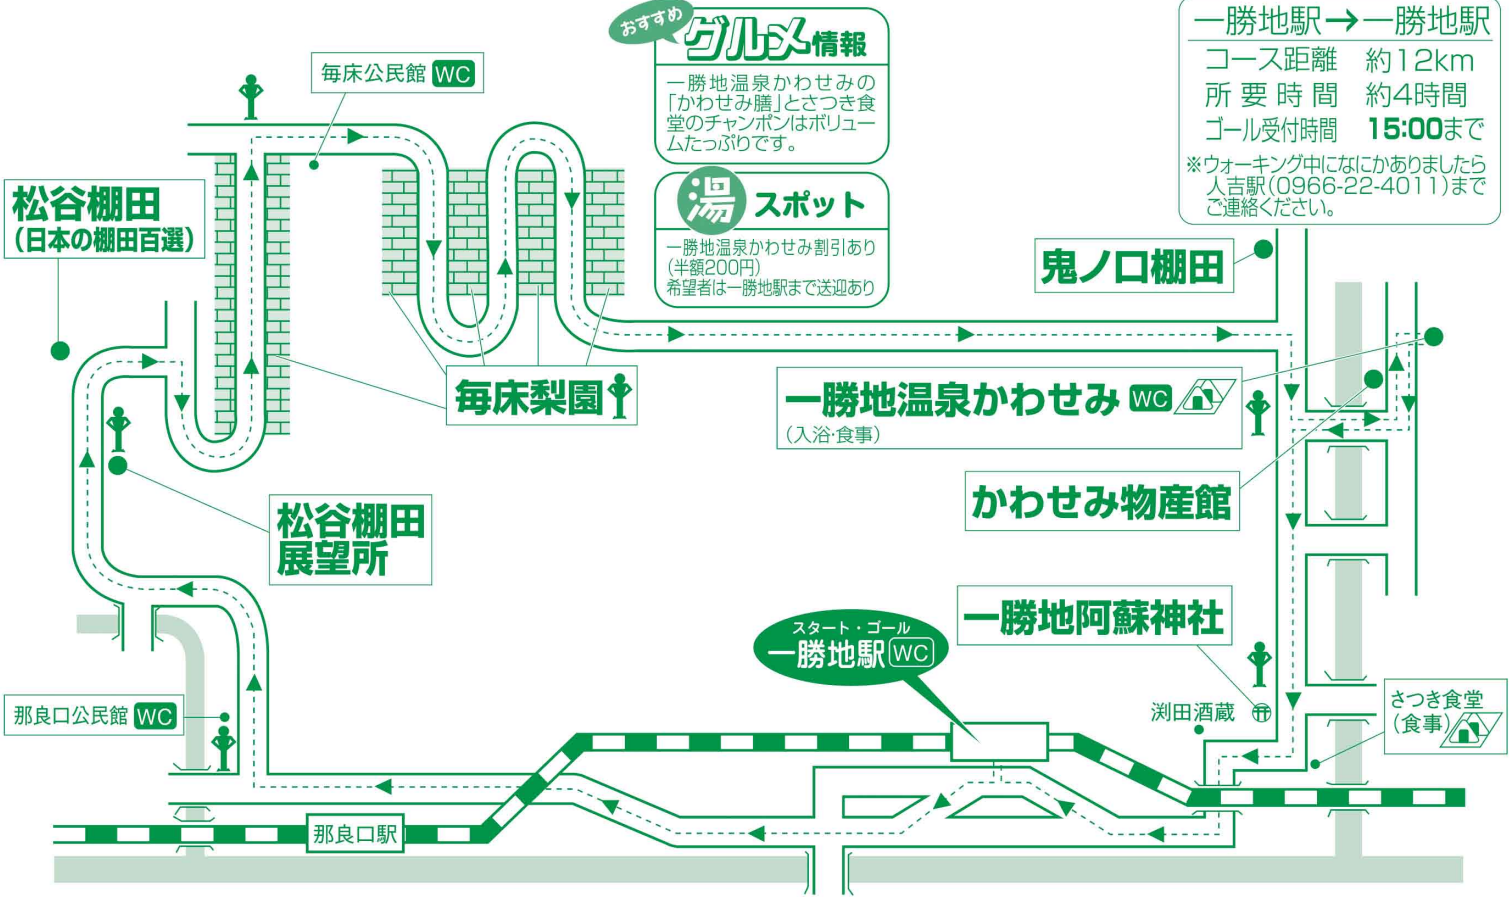 おすすめ
グルメ情報
一勝地温泉かわせみの
「かわせみ膳」とさつき食
堂のチャンポンはボリュー
ムたっぷりです。
湯スポット
一勝地温泉かわせみ割引あり
(半額200円)
希望者は一勝地駅まで送迎あり
一勝地駅→一勝地駅
コース距離 約12km
所要時間 約4時間
ゴール受付時間 15:00まで
※ウォーキング中になにかありましたら
人吉駅(0966-22-4011)まで
ご連絡ください。
毎床公民館 WC
松谷棚田
(日本の棚田百選)
鬼ノ口棚田
毎床梨園
一勝地温泉かわせみ WC
(入浴·食事)
かわせみ物産館
松谷棚田
展望所
一勝地阿蘇神社
スタート・ゴール
一勝地駅 WC
那良口公民館 WC
渕田酒蔵
さつき食堂
(食事)
那良口駅